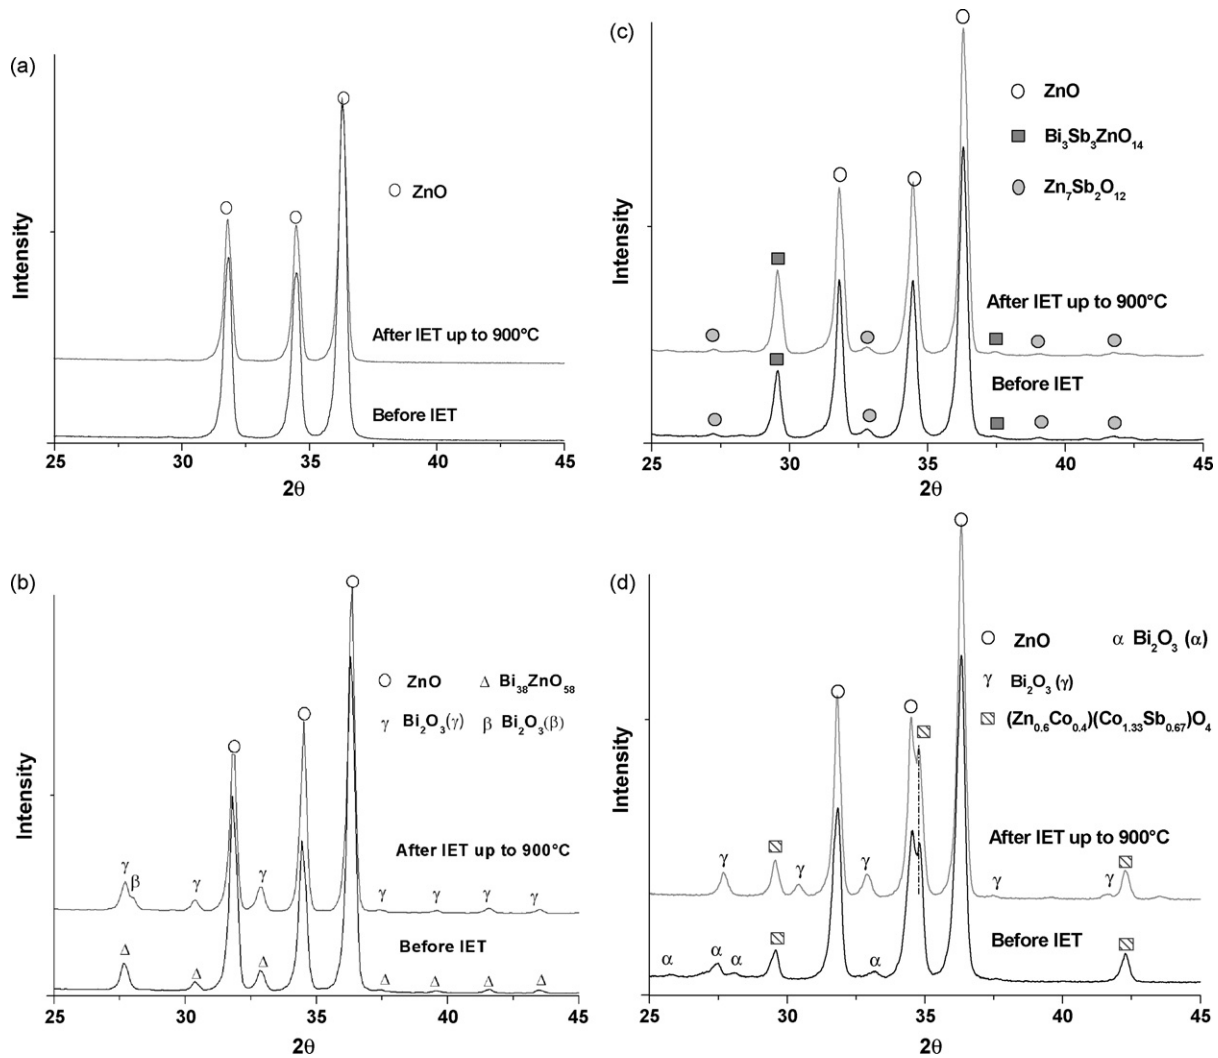 (a)
Intensity
ZnO
After IET up to 900°C
Before IET
25 30 35 40 45
2θ
(c)
Intensity
ZnO
Bi3Sb3ZnO14
Zn7Sb2O12
After IET up to 900°C
Before IET
25 30 35 40 45
2θ
(b)
Intensity
ZnO Δ Bi38ZnO58
γ Bi2O3(γ) β Bi2O3(β)
After IET up to 900°C
γ β γ γ γ γ γ γ
Before IET
Δ Δ Δ Δ Δ Δ Δ
25 30 35 40 45
2θ
(d)
Intensity
ZnO α Bi2O3 (α)
γ Bi2O3 (γ)
(Zn0.6Co0.4)(Co1.33Sb0.67)O4
After IET up to 900°C
γ γ γ γ γ
Before IET
α α α α
25 30 35 40 45
2θ